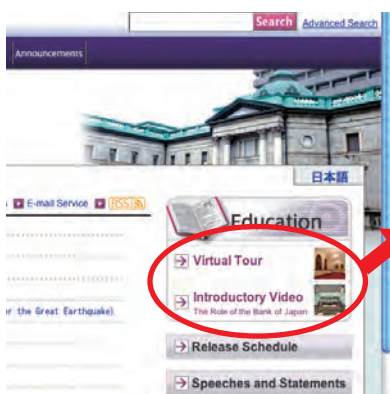 Search Advanced Search
Announcements
日本語
E-mail Service RSS
Education
Virtual Tour
Introductory Video
The Role of the Bank of Japan
r the Great Earthquake)
Release Schedule
Speeches and Statements